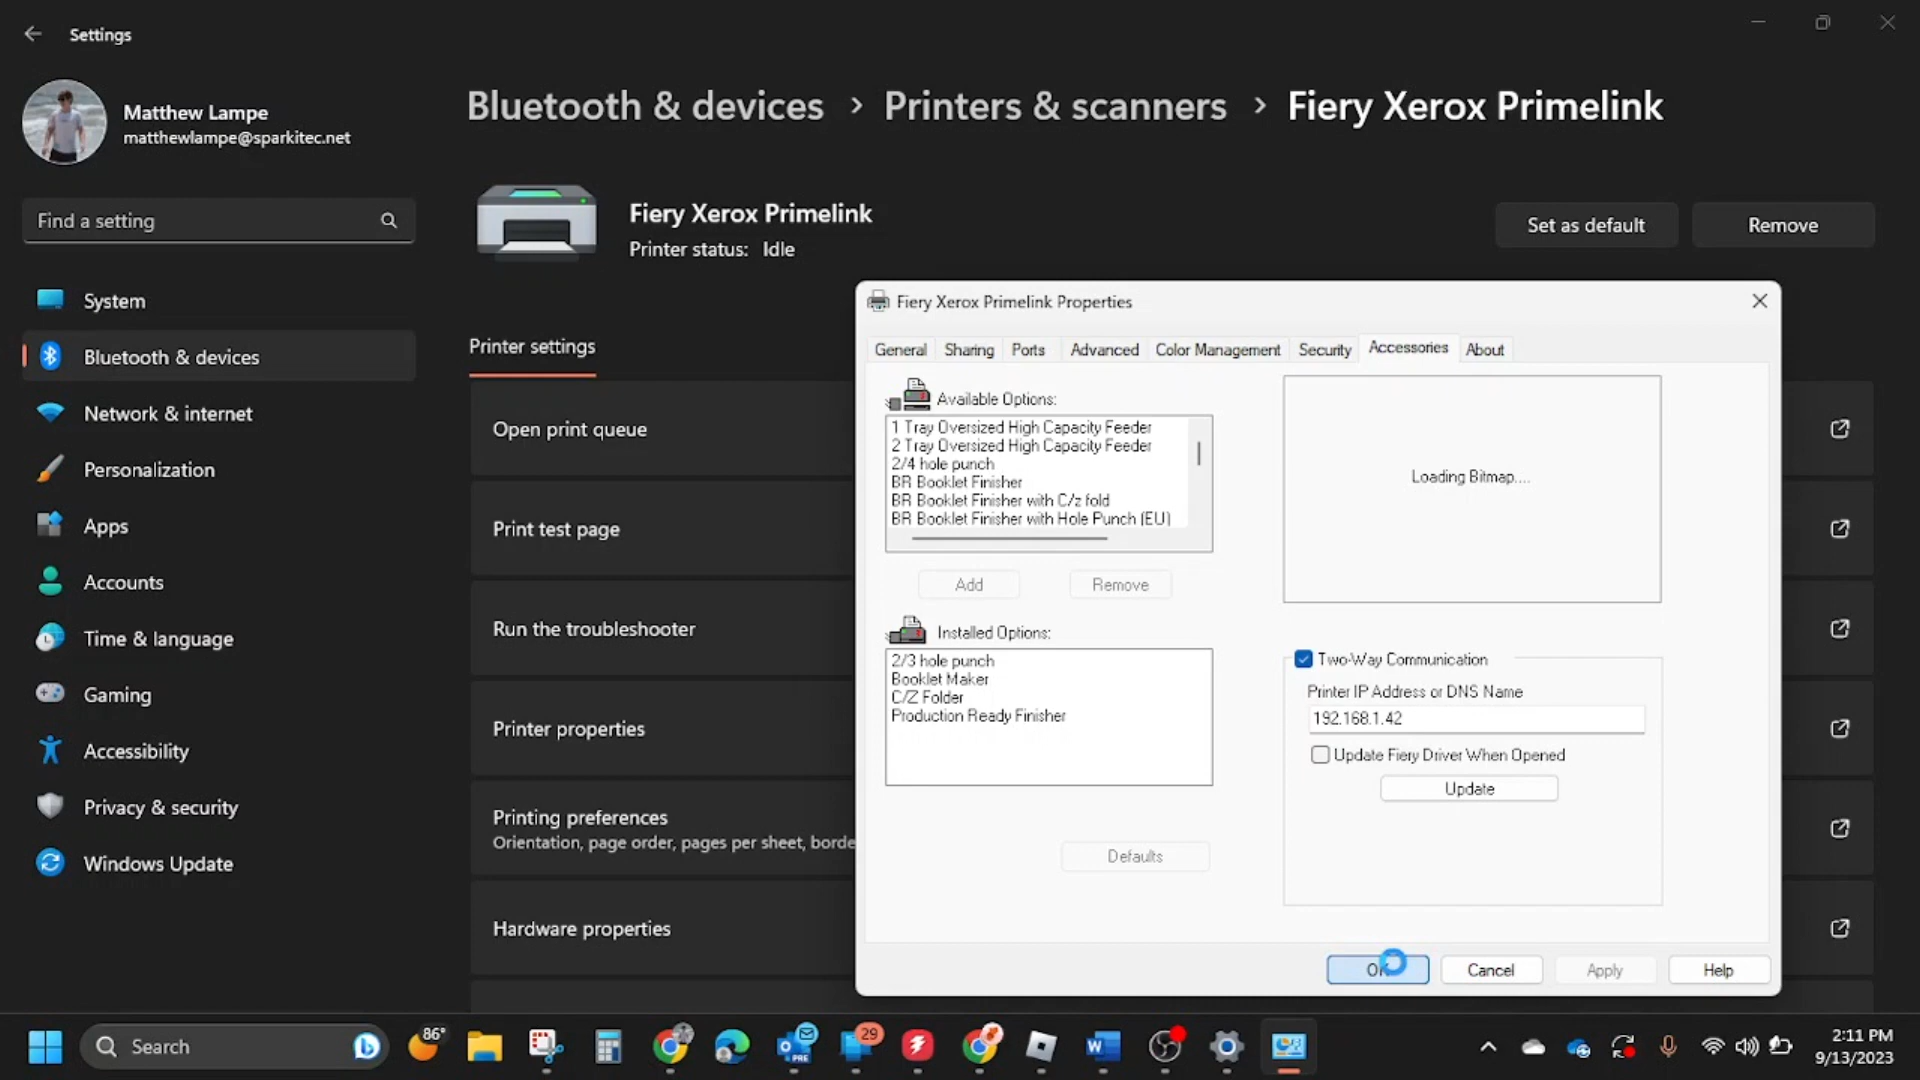 Settings
Matthew Lampe
matthewlampe@sparkitec.net
Find a setting
System
Bluetooth & devices
Network & internet
Personalization
Apps
Accounts
Time & language
Gaming
Accessibility
Privacy & security
Windows Update
Bluetooth & devices > Printers & scanners > Fiery Xerox Primelink
Fiery Xerox Primelink
Printer status: Idle
Set as default
Remove
Printer settings
Open print queue
Print test page
Run the troubleshooter
Printer properties
Printing preferences
Orientation, page order, pages per sheet, borde
Hardware properties
Fiery Xerox Primelink Properties
General Sharing Ports Advanced Color Management Security Accessories About
Available Options:
1 Tray Oversized High Capacity Feeder
2 Tray Oversized High Capacity Feeder
2/4 hole punch
BR Booklet Finisher
BR Booklet Finisher with C/z fold
BR Booklet Finisher with Hole Punch (EU)
Add
Remove
Installed Options:
2/3 hole punch
Booklet Maker
C/Z Folder
Production Ready Finisher
Defaults
Loading Bitmap....
Two-Way Communication
Printer IP Address or DNS Name
192.168.1.42
Update Fiery Driver When Opened
Update
OK
Cancel
Apply
Help
Search
86°
PRE
29
2:11 PM
9/13/2023